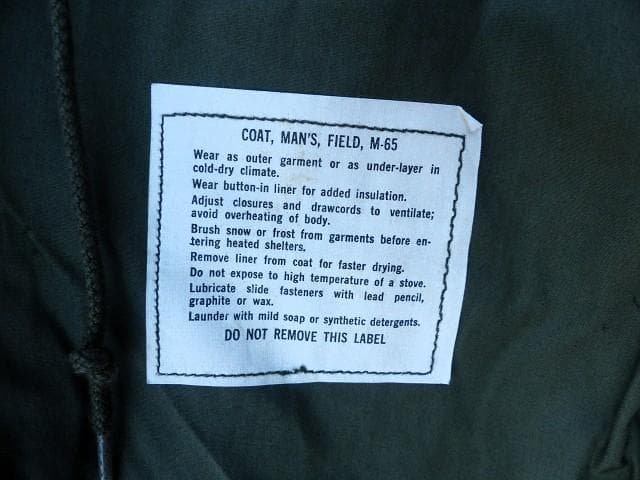 COAT, MAN'S, FIELD, M-65
Wear as outer garment or as under-layer in
cold-dry climate.
Wear button-in liner for added insulation.
Adjust closures and drawcords to ventilate;
avoid overheating of body.
Brush snow or frost from garments before en-
tering heated shelters.
Remove liner from coat for faster drying.
Do not expose to high temperature of a stove.
Lubricate slide fasteners with lead pencil,
graphite or wax.
Launder with mild soap or synthetic detergents.
DO NOT REMOVE THIS LABEL